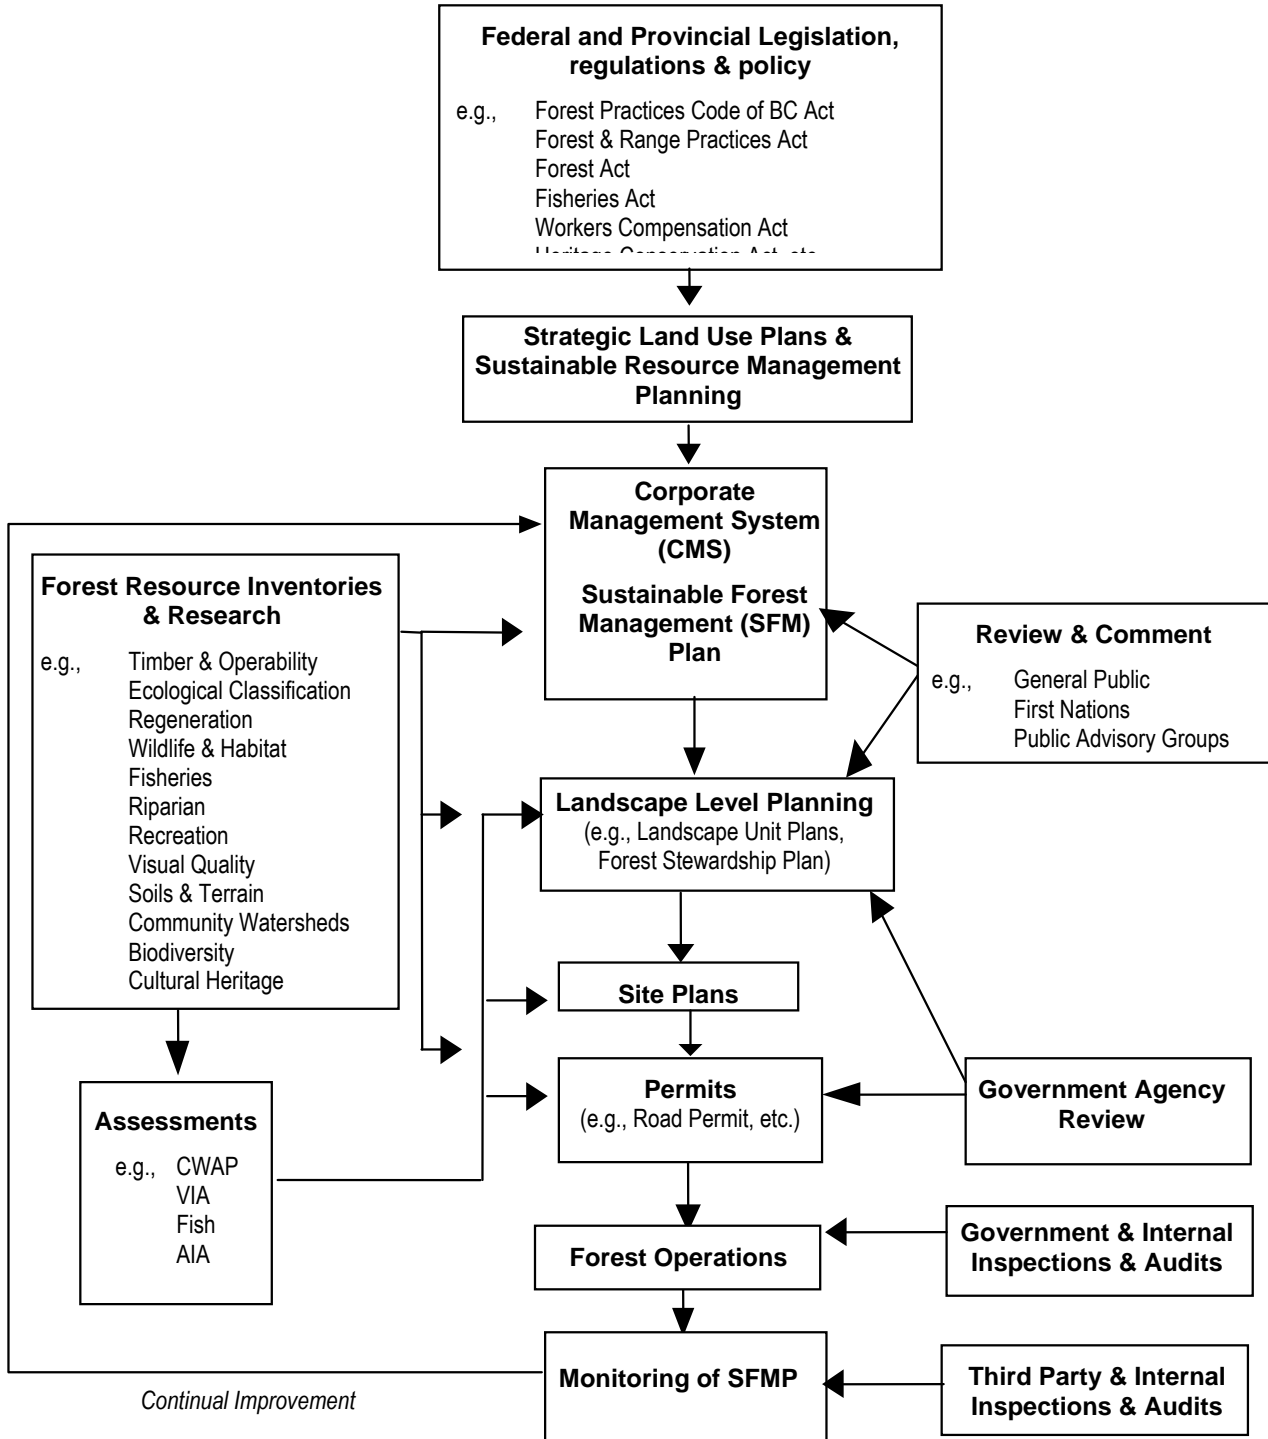 Federal and Provincial Legislation,
regulations & policy
e.g., Forest Practices Code of BC Act
Forest & Range Practices Act
Forest Act
Fisheries Act
Workers Compensation Act
Heritage Conservation Act, etc
Strategic Land Use Plans &
Sustainable Resource Management
Planning
Corporate
Management System
(CMS)
Sustainable Forest
Management (SFM)
Plan
Forest Resource Inventories
& Research
e.g., Timber & Operability
Ecological Classification
Regeneration
Wildlife & Habitat
Fisheries
Riparian
Recreation
Visual Quality
Soils & Terrain
Community Watersheds
Biodiversity
Cultural Heritage
Review & Comment
e.g., General Public
First Nations
Public Advisory Groups
Landscape Level Planning
(e.g., Landscape Unit Plans,
Forest Stewardship Plan)
Site Plans
Permits
(e.g., Road Permit, etc.)
Government Agency
Review
Assessments
e.g., CWAP
VIA
Fish
AIA
Forest Operations
Government & Internal
Inspections & Audits
Monitoring of SFMP
Third Party & Internal
Inspections & Audits
Continual Improvement